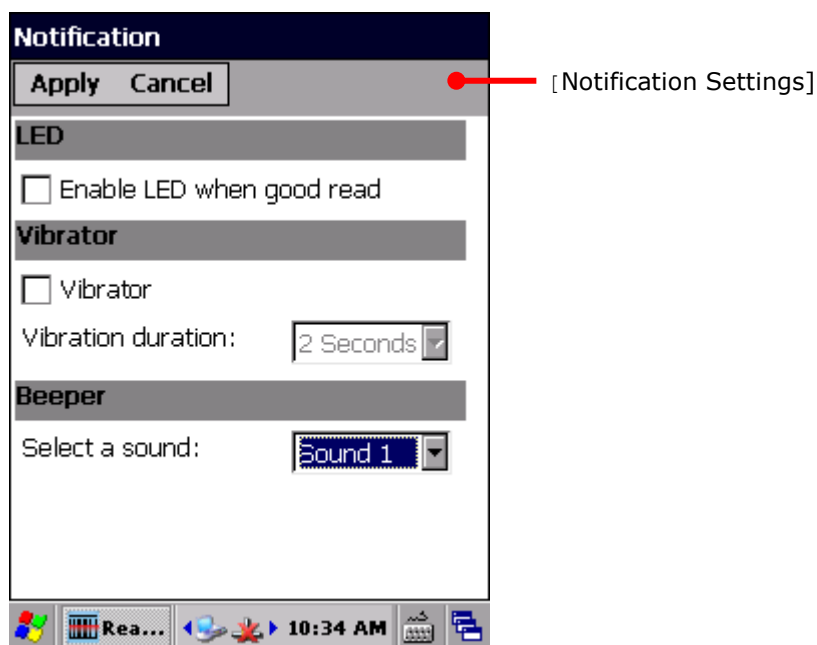 Notification
Apply Cancel
[Notification Settings]
LED
Enable LED when good read
Vibrator
Vibrator
Vibration duration: 2 Seconds
Beeper
Select a sound: Sound 1
Rea... 10:34 AM